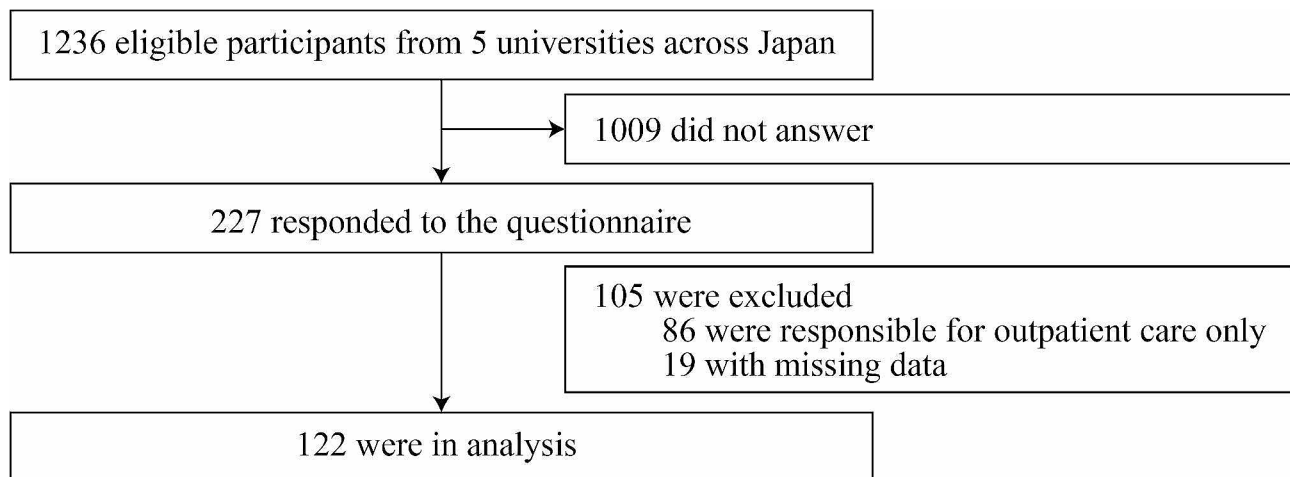 1236 eligible participants from 5 universities across Japan
1009 did not answer
227 responded to the questionnaire
105 were excluded
86 were responsible for outpatient care only
19 with missing data
122 were in analysis